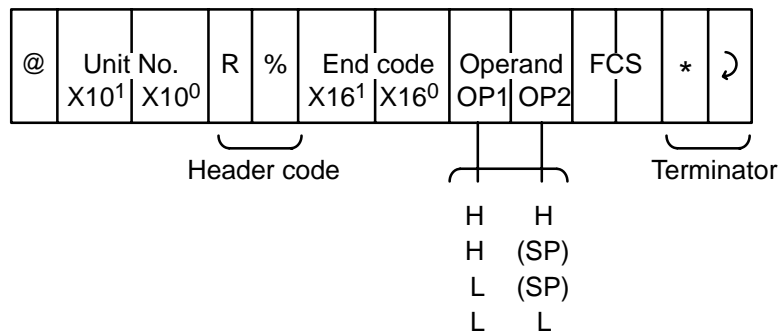 @ Unit No. R % End code Operand FCS * ⤸
X10¹ X10⁰ X16¹ X16⁰ OP1 OP2
Header code Terminator
H H
H (SP)
L (SP)
L L